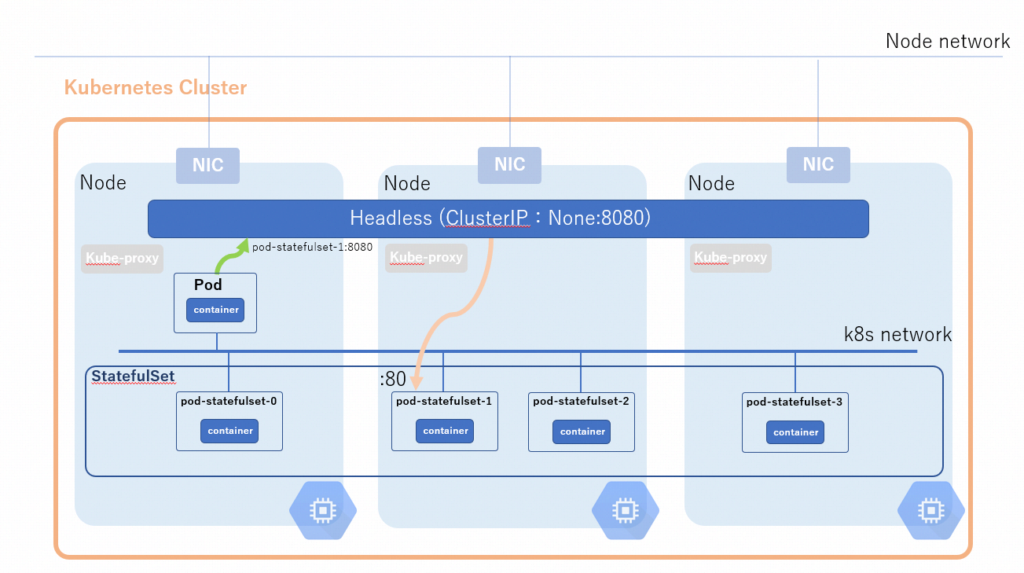 Node network
Kubernetes Cluster
NIC
NIC
NIC
Node
Node
Node
Headless (ClusterIP：None:8080)
pod-statefulset-1:8080
Kube-proxy
Kube-proxy
Kube-proxy
Pod
container
k8s network
StatefulSet
:80
pod-statefulset-0
pod-statefulset-1
pod-statefulset-2
pod-statefulset-3
container
container
container
container